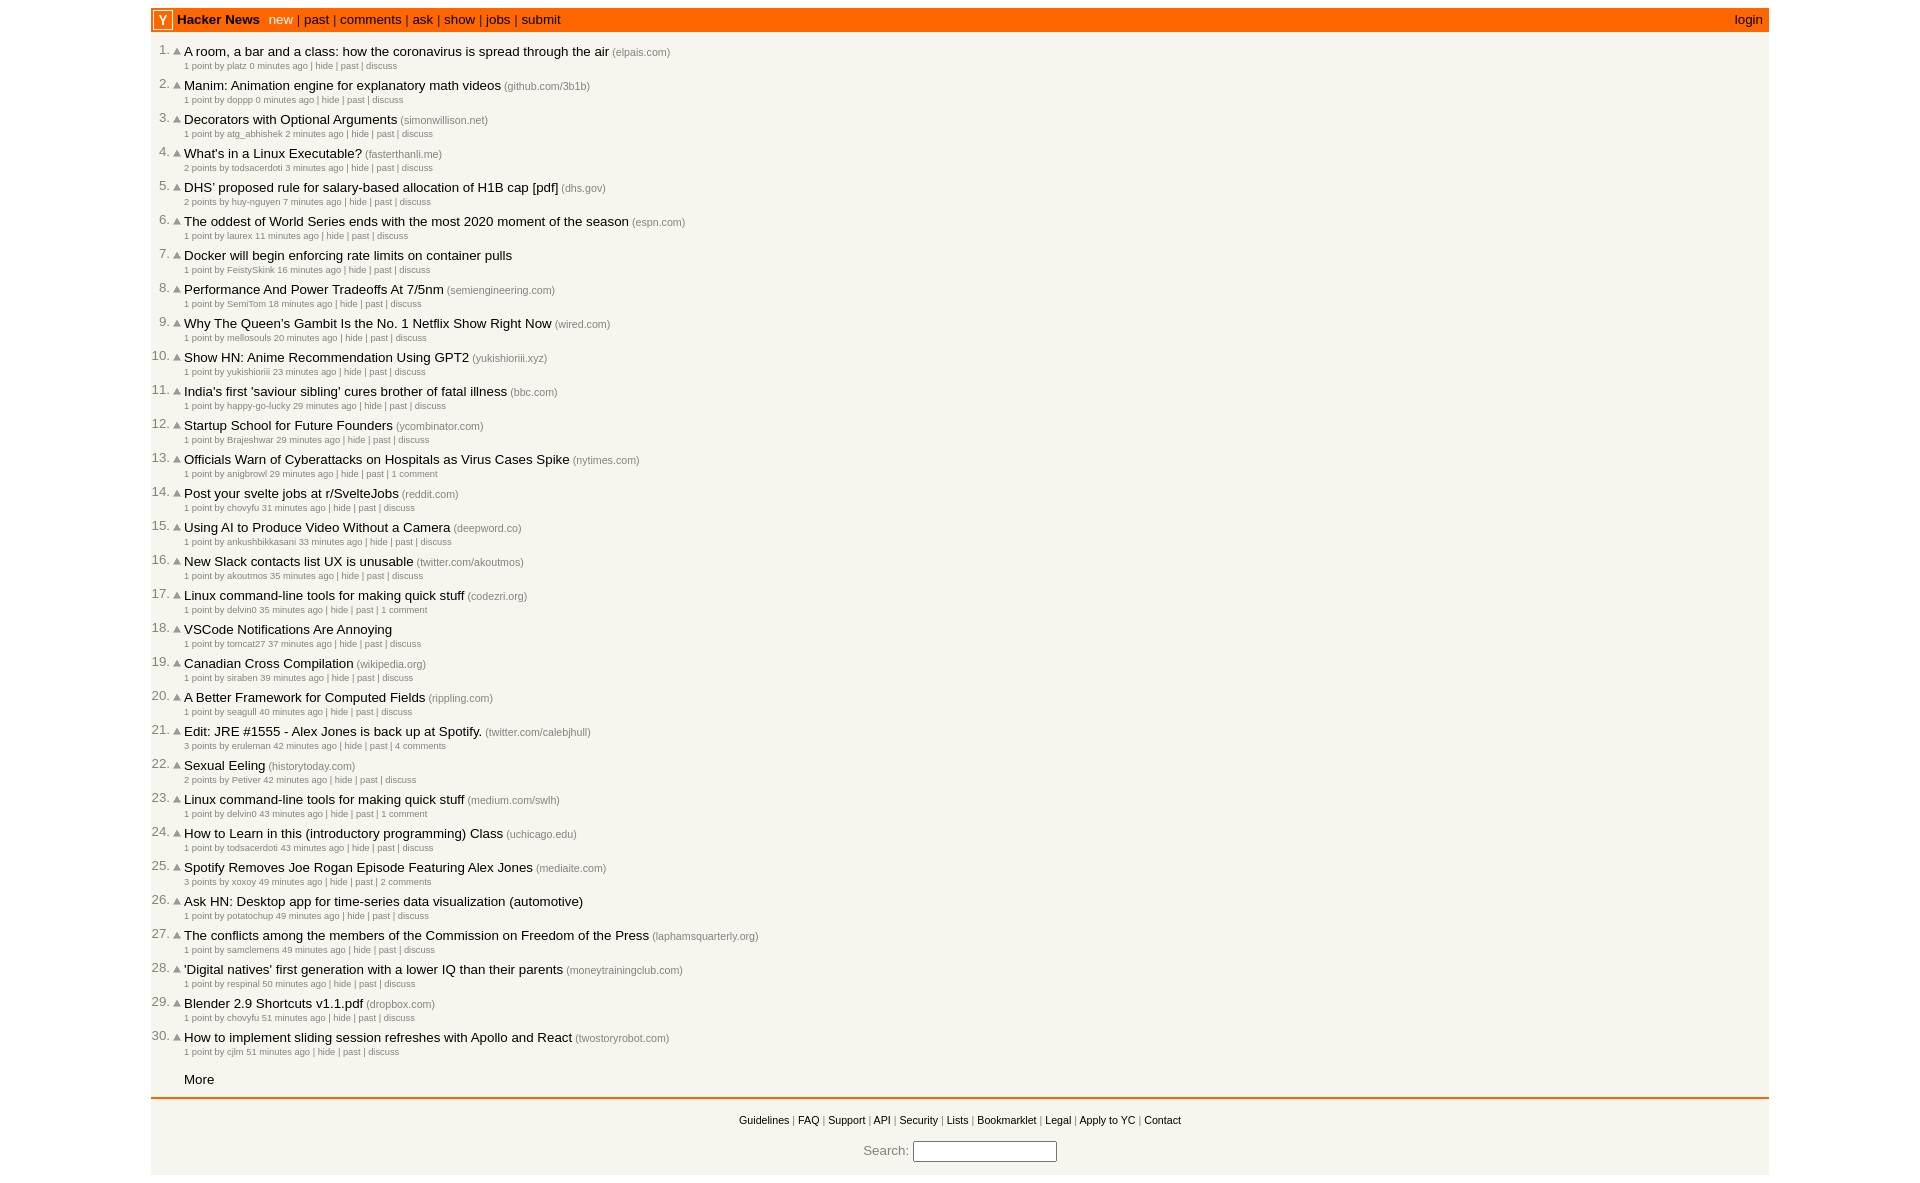 Y Hacker News new | past | comments | ask | show | jobs | submit login
1. A room, a bar and a class: how the coronavirus is spread through the air (elpais.com)
1 point by platz 0 minutes ago | hide | past | discuss
2. Manim: Animation engine for explanatory math videos (github.com/3b1b)
1 point by doppp 0 minutes ago | hide | past | discuss
3. Decorators with Optional Arguments (simonwillison.net)
1 point by atg_abhishek 2 minutes ago | hide | past | discuss
4. What's in a Linux Executable? (fasterthanli.me)
2 points by todsacerdoti 3 minutes ago | hide | past | discuss
5. DHS’ proposed rule for salary-based allocation of H1B cap [pdf] (dhs.gov)
2 points by huy-nguyen 7 minutes ago | hide | past | discuss
6. The oddest of World Series ends with the most 2020 moment of the season (espn.com)
1 point by laurex 11 minutes ago | hide | past | discuss
7. Docker will begin enforcing rate limits on container pulls
1 point by FeistySkink 16 minutes ago | hide | past | discuss
8. Performance And Power Tradeoffs At 7/5nm (semiengineering.com)
1 point by SemiTom 18 minutes ago | hide | past | discuss
9. Why The Queen’s Gambit Is the No. 1 Netflix Show Right Now (wired.com)
1 point by mellosouls 20 minutes ago | hide | past | discuss
10. Show HN: Anime Recommendation Using GPT2 (yukishioriii.xyz)
1 point by yukishioriii 23 minutes ago | hide | past | discuss
11. India's first 'saviour sibling' cures brother of fatal illness (bbc.com)
1 point by happy-go-lucky 29 minutes ago | hide | past | discuss
12. Startup School for Future Founders (ycombinator.com)
1 point by Brajeshwar 29 minutes ago | hide | past | discuss
13. Officials Warn of Cyberattacks on Hospitals as Virus Cases Spike (nytimes.com)
1 point by anigbrowl 29 minutes ago | hide | past | 1 comment
14. Post your svelte jobs at r/SvelteJobs (reddit.com)
1 point by chovyfu 31 minutes ago | hide | past | discuss
15. Using AI to Produce Video Without a Camera (deepword.co)
1 point by ankushbikkasani 33 minutes ago | hide | past | discuss
16. New Slack contacts list UX is unusable (twitter.com/akoutmos)
1 point by akoutmos 35 minutes ago | hide | past | discuss
17. Linux command-line tools for making quick stuff (codezri.org)
1 point by delvin0 35 minutes ago | hide | past | 1 comment
18. VSCode Notifications Are Annoying
1 point by tomcat27 37 minutes ago | hide | past | discuss
19. Canadian Cross Compilation (wikipedia.org)
1 point by siraben 39 minutes ago | hide | past | discuss
20. A Better Framework for Computed Fields (rippling.com)
1 point by seagull 40 minutes ago | hide | past | discuss
21. Edit: JRE #1555 - Alex Jones is back up at Spotify. (twitter.com/calebjhull)
3 points by eruleman 42 minutes ago | hide | past | 4 comments
22. Sexual Eeling (historytoday.com)
2 points by Petiver 42 minutes ago | hide | past | discuss
23. Linux command-line tools for making quick stuff (medium.com/swlh)
1 point by delvin0 43 minutes ago | hide | past | 1 comment
24. How to Learn in this (introductory programming) Class (uchicago.edu)
1 point by todsacerdoti 43 minutes ago | hide | past | discuss
25. Spotify Removes Joe Rogan Episode Featuring Alex Jones (mediaite.com)
3 points by xoxoy 49 minutes ago | hide | past | 2 comments
26. Ask HN: Desktop app for time-series data visualization (automotive)
1 point by potatochup 49 minutes ago | hide | past | discuss
27. The conflicts among the members of the Commission on Freedom of the Press (laphamsquarterly.org)
1 point by samclemens 49 minutes ago | hide | past | discuss
28. 'Digital natives' first generation with a lower IQ than their parents (moneytrainingclub.com)
1 point by respinal 50 minutes ago | hide | past | discuss
29. Blender 2.9 Shortcuts v1.1.pdf (dropbox.com)
1 point by chovyfu 51 minutes ago | hide | past | discuss
30. How to implement sliding session refreshes with Apollo and React (twostoryrobot.com)
1 point by cjlm 51 minutes ago | hide | past | discuss
More
Guidelines | FAQ | Support | API | Security | Lists | Bookmarklet | Legal | Apply to YC | Contact
Search: